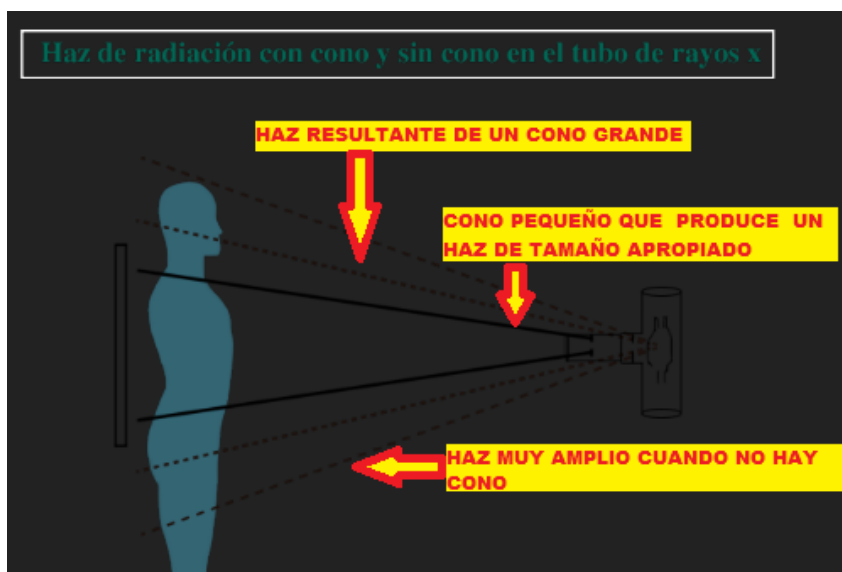 Haz de radiación con cono y sin cono en el tubo de rayos x
HAZ RESULTANTE DE UN CONO GRANDE
CONO PEQUEÑO QUE PRODUCE UN
HAZ DE TAMAÑO APROPIADO
HAZ MUY AMPLIO CUANDO NO HAY
CONO